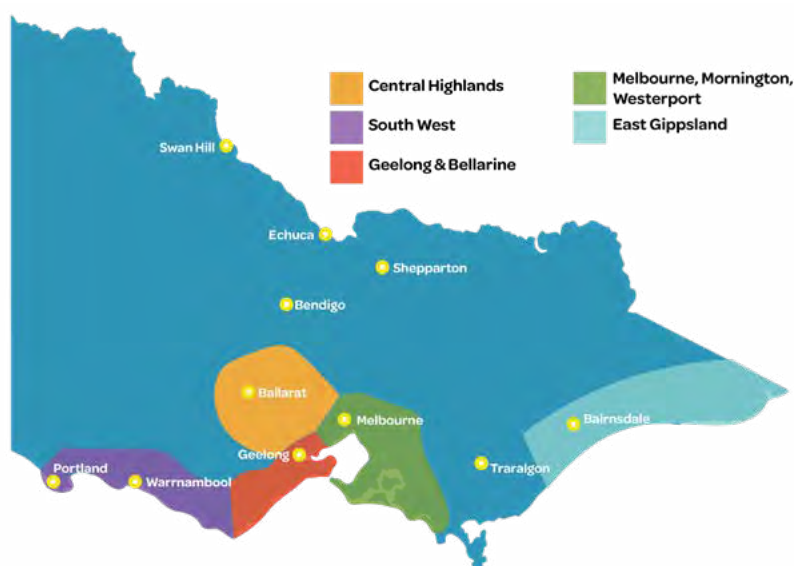 Central Highlands
South West
Geelong & Bellarine
Melbourne, Mornington,
Westerport
East Gippsland
Swan Hill
Echuca
Shepparton
Bendigo
Ballarat
Melbourne
Bairnsdale
Geelong
Traralgon
Portland
Warrnambool